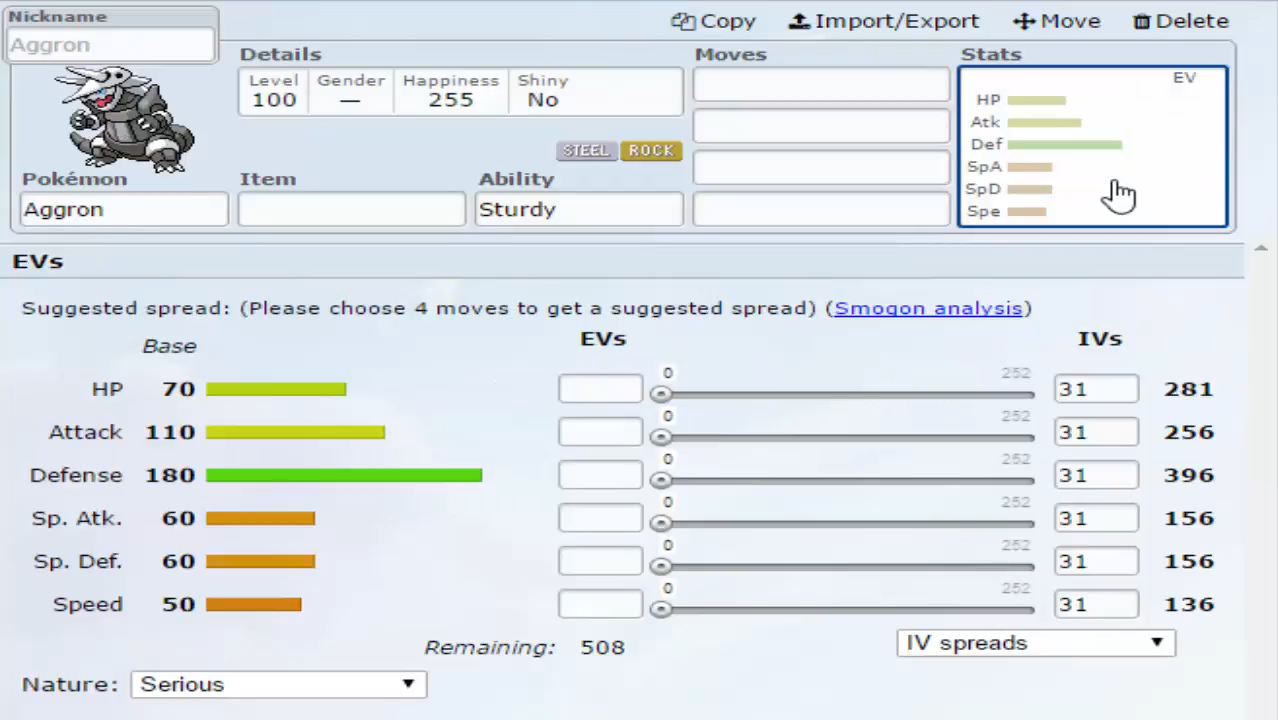 Nickname
Aggron
Copy Import/Export Move Delete
Details
Level Gender Happiness Shiny
100 — 255 No
STEEL ROCK
Pokémon Item Ability
Aggron Sturdy
Moves
Stats
EV
HP
Atk
Def
SpA
SpD
Spe
EVs
Suggested spread: (Please choose 4 moves to get a suggested spread) (Smogon analysis)
Base EVs IVs
HP 70 0 252 31 281
Attack 110 0 252 31 256
Defense 180 0 252 31 396
Sp. Atk. 60 0 252 31 156
Sp. Def. 60 0 252 31 156
Speed 50 0 252 31 136
Remaining: 508 IV spreads
Nature: Serious